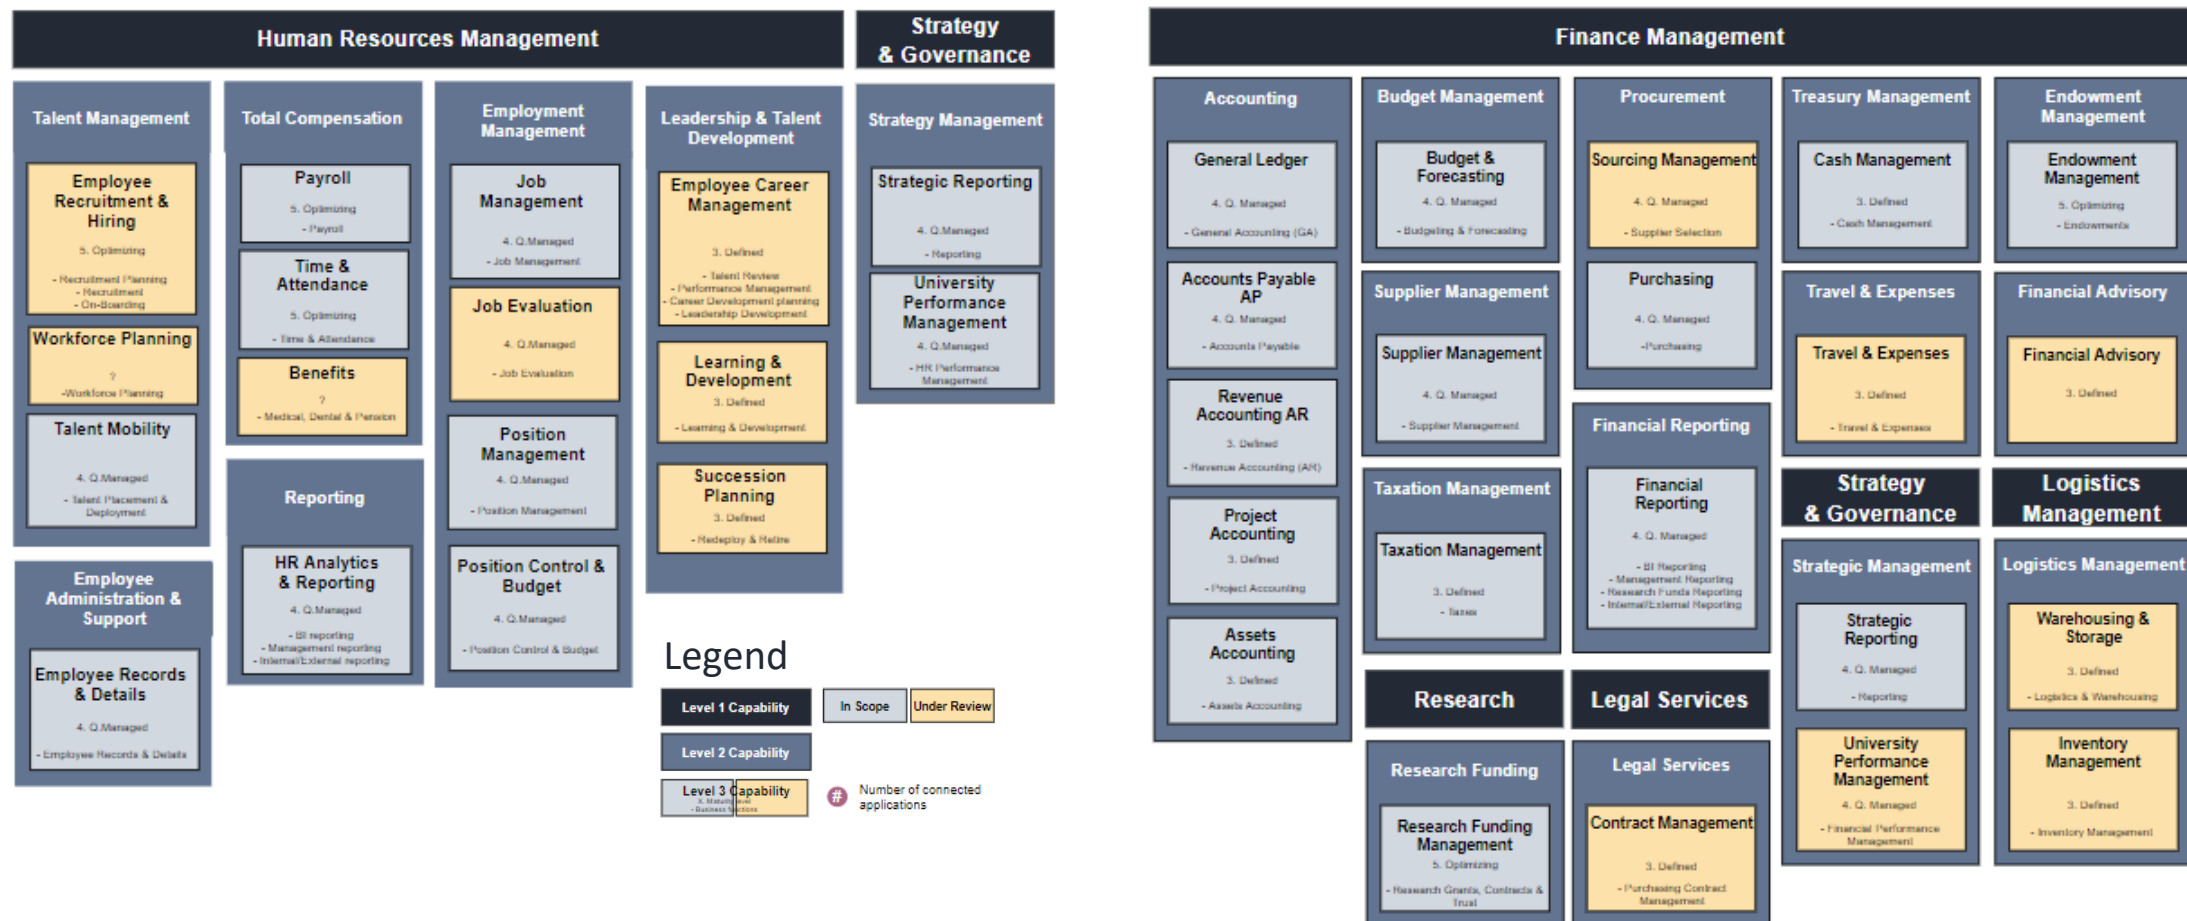 Human Resources Management
Strategy
& Governance
Talent Management
Employee
Recruitment &
Hiring
5. Optimizing
- Recruitment Planning
- Recruitment
- On-Boarding
Workforce Planning
?
-Workforce Planning
Talent Mobility
4. Q.Managed
- Talent Placement &
Deployment
Employee
Administration &
Support
Employee Records
& Details
4. Q.Managed
- Employee Records & Details
Total Compensation
Payroll
5. Optimizing
- Payroll
Time &
Attendance
5. Optimizing
- Time & Attendance
Benefits
?
- Medical, Dental & Pension
Reporting
HR Analytics
& Reporting
4. Q.Managed
- BI reporting
- Management reporting
- Internal/External reporting
Employment
Management
Job
Management
4. Q.Managed
- Job Management
Job Evaluation
4. Q.Managed
- Job Evaluation
Position
Management
4. Q.Managed
- Position Management
Position Control &
Budget
4. Q.Managed
- Position Control & Budget
Leadership & Talent
Development
Employee Career
Management
3. Defined
- Talent Review
- Performance Management
- Career Development planning
- Leadership Development
Learning &
Development
3. Defined
- Learning & Development
Succession
Planning
3. Defined
- Redeploy & Retire
Strategy Management
Strategic Reporting
4. Q.Managed
- Reporting
University
Performance
Management
4. Q.Managed
- HR Performance
Management
Legend
Level 1 Capability
In Scope
Under Review
Level 2 Capability
Level 3 Capability
X. Maturity level
- Business functions
#
Number of connected
applications
Finance Management
Accounting
General Ledger
4. Q. Managed
- General Accounting (GA)
Accounts Payable
AP
4. Q. Managed
- Accounts Payable
Revenue
Accounting AR
3. Defined
- Revenue Accounting (AR)
Project
Accounting
3. Defined
- Project Accounting
Assets
Accounting
3. Defined
- Assets Accounting
Budget Management
Budget &
Forecasting
4. Q. Managed
- Budgeting & Forecasting
Supplier Management
Supplier Management
4. Q. Managed
- Supplier Management
Taxation Management
Taxation Management
3. Defined
- Taxes
Research
Research Funding
Research Funding
Management
5. Optimizing
- Research Grants, Contracts &
Trust
Procurement
Sourcing Management
4. Q. Managed
- Supplier Selection
Purchasing
4. Q. Managed
-Purchasing
Financial Reporting
Financial
Reporting
4. Q. Managed
- BI Reporting
- Management Reporting
- Research Funds Reporting
- Internal/External Reporting
Legal Services
Legal Services
Contract Management
3. Defined
- Purchasing Contract
Management
Treasury Management
Cash Management
3. Defined
- Cash Management
Travel & Expenses
Travel & Expenses
3. Defined
- Travel & Expenses
Strategy
& Governance
Strategic Management
Strategic
Reporting
4. Q. Managed
- Reporting
University
Performance
Management
4. Q. Managed
- Financial Performance
Management
Endowment
Management
Endowment
Management
5. Optimizing
- Endowments
Financial Advisory
Financial Advisory
3. Defined
Logistics
Management
Logistics Management
Warehousing &
Storage
3. Defined
- Logistics & Warehousing
Inventory
Management
3. Defined
- Inventory Management